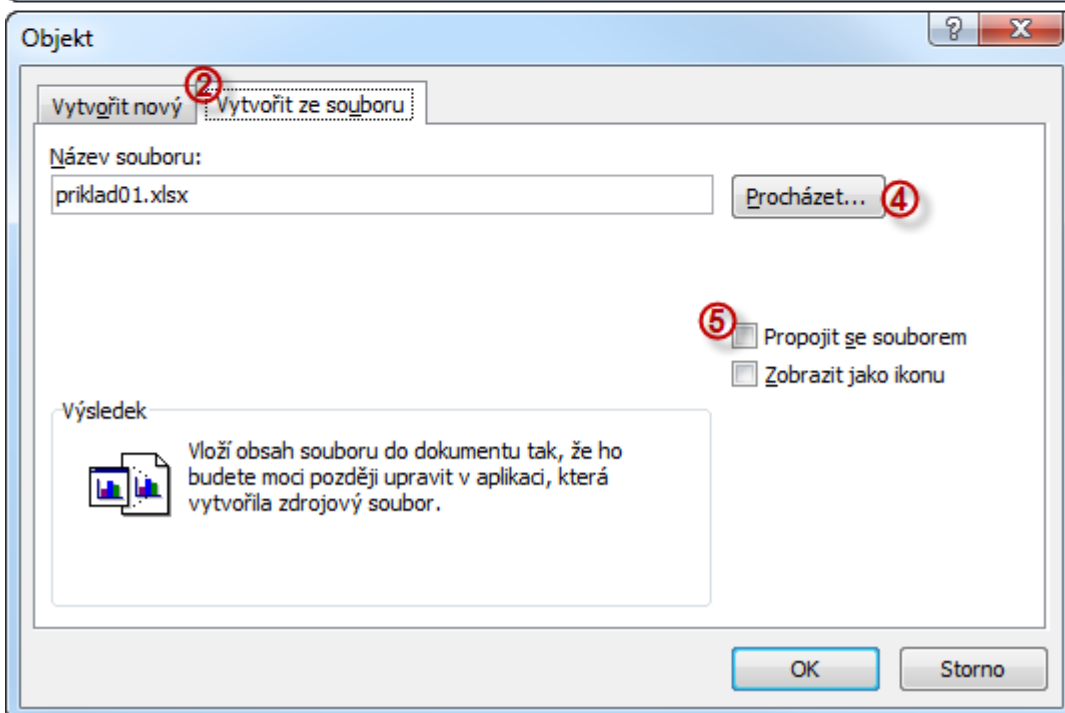 Objekt
Vytvořit nový
②
Vytvořit ze souboru
Název souboru:
priklad01.xlsx
Procházet...
④
⑤
Propojit se souborem
Zobrazit jako ikonu
Výsledek
Vloží obsah souboru do dokumentu tak, že ho
budete moci později upravit v aplikaci, která
vytvořila zdrojový soubor.
OK
Storno